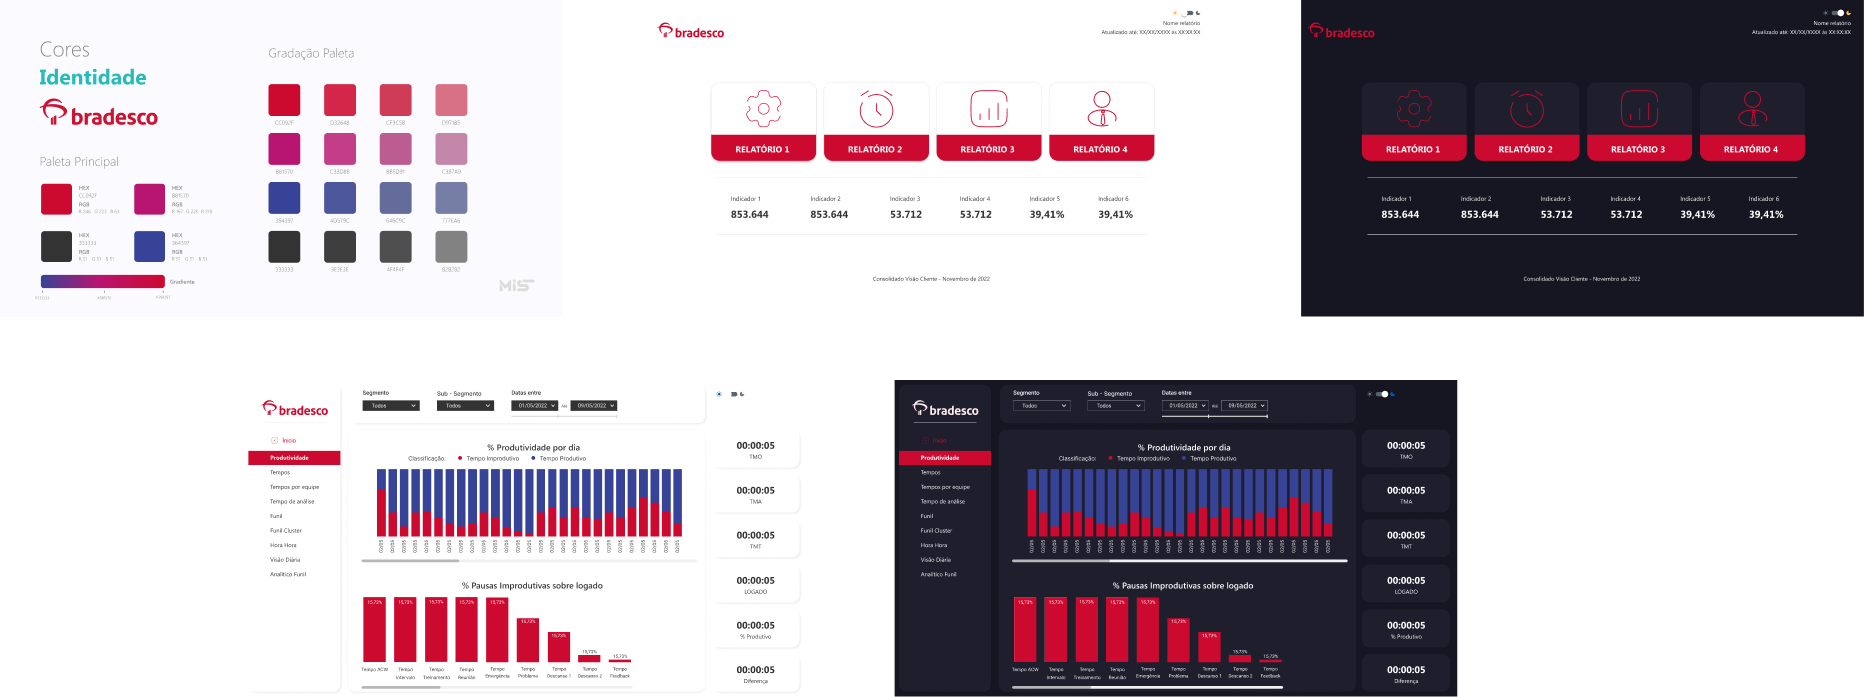 Cores
Identidade
bradesco
Paleta Principal
HEX
CC092F
RGB
HEX
B81570
RGB
HEX
333333
RGB
R 51 G 51 B 51
HEX
364397
RGB
R 51 G 51 B 51
Gradiente
Gradação Paleta
CC092F
D32648
CF3C58
D97185
B81570
C33D88
B85D91
C387A9
364397
4D579C
646C9C
777EA6
333333
3E3E3F
4F4F4F
828282
MiS
bradesco
Nome relatório
Atualizado até: XX/XX/XXXX às XX:XX:XX
RELATÓRIO 1
RELATÓRIO 2
RELATÓRIO 3
RELATÓRIO 4
Indicador 1
Indicador 2
Indicador 3
Indicador 4
Indicador 5
Indicador 6
853.644
853.644
53.712
53.712
39,41%
39,41%
Consolidado Visão Cliente - Novembro de 2022
bradesco
Nome relatório
Atualizado até: XX/XX/XXXX às XX:XX:XX
RELATÓRIO 1
RELATÓRIO 2
RELATÓRIO 3
RELATÓRIO 4
Indicador 1
Indicador 2
Indicador 3
Indicador 4
Indicador 5
Indicador 6
853.644
853.644
53.712
53.712
39,41%
39,41%
Consolidado Visão Cliente - Novembro de 2022
bradesco
Início
Produtividade
Tempos
Tempos por equipe
Tempo de análise
Funil
Funil Cluster
Hora Hora
Visão Diária
Analítico Funil
Segmento
Todos
Sub - Segmento
Todos
Datas entre
01/05/2022
09/05/2022
% Produtividade por dia
Classificação:
Tempo Improdutivo
Tempo Produtivo
% Pausas Improdutivas sobre logado
15,73%
15,73%
15,73%
15,73%
15,73%
15,73%
15,73%
15,73%
15,73%
Tempo ACW
Tempo Intervalo
Tempo Treinamento
Tempo Reunião
Tempo Emergência
Tempo Problema
Tempo Descanso 1
Tempo Descanso 2
Tempo Feedback
00:00:05
TMO
00:00:05
TMA
00:00:05
TMT
00:00:05
LOGADO
00:00:05
% Produtivo
00:00:05
Diferença
bradesco
Início
Produtividade
Tempos
Tempos por equipe
Tempo de análise
Funil
Funil Cluster
Hora Hora
Visão Diária
Analítico Funil
Segmento
Todos
Sub - Segmento
Todos
Datas entre
01/05/2022
09/05/2022
% Produtividade por dia
Classificação:
Tempo Improdutivo
Tempo Produtivo
% Pausas Improdutivas sobre logado
15,73%
15,73%
15,73%
15,73%
15,73%
15,73%
15,73%
15,73%
15,73%
Tempo ACW
Tempo Intervalo
Tempo Treinamento
Tempo Reunião
Tempo Emergência
Tempo Problema
Tempo Descanso 1
Tempo Descanso 2
Tempo Feedback
00:00:05
TMO
00:00:05
TMA
00:00:05
TMT
00:00:05
LOGADO
00:00:05
% Produtivo
00:00:05
Diferença